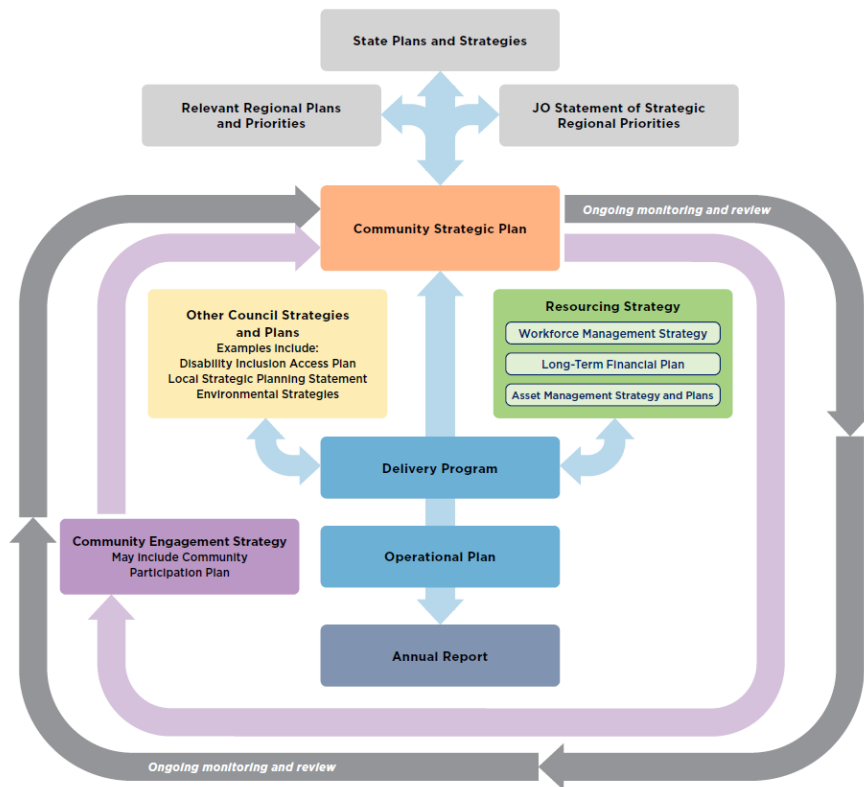 State Plans and Strategies
Relevant Regional Plans
and Priorities
JO Statement of Strategic
Regional Priorities
Community Strategic Plan
Ongoing monitoring and review
Other Council Strategies
and Plans
Examples include:
Disability Inclusion Access Plan
Local Strategic Planning Statement
Environmental Strategies
Resourcing Strategy
Workforce Management Strategy
Long-Term Financial Plan
Asset Management Strategy and Plans
Delivery Program
Community Engagement Strategy
May include Community
Participation Plan
Operational Plan
Annual Report
Ongoing monitoring and review